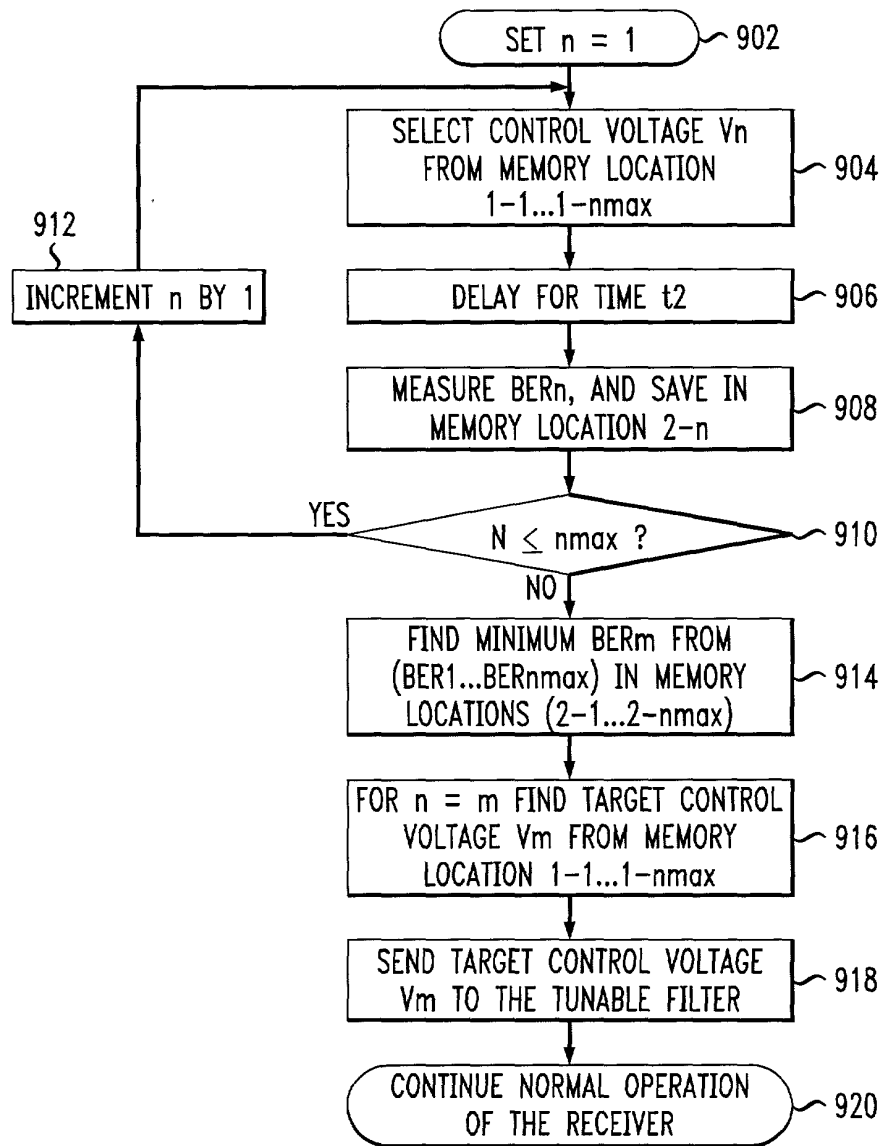 SET n = 1
902
SELECT CONTROL VOLTAGE Vn
FROM MEMORY LOCATION
1-1...1-nmax
904
912
INCREMENT n BY 1
DELAY FOR TIME t2
906
MEASURE BERn, AND SAVE IN
MEMORY LOCATION 2-n
908
YES
N ≤ nmax ?
910
NO
FIND MINIMUM BERm FROM
(BER1...BERnmax) IN MEMORY
LOCATIONS (2-1...2-nmax)
914
FOR n = m FIND TARGET CONTROL
VOLTAGE Vm FROM MEMORY
LOCATION 1-1...1-nmax
916
SEND TARGET CONTROL VOLTAGE
Vm TO THE TUNABLE FILTER
918
CONTINUE NORMAL OPERATION
OF THE RECEIVER
920